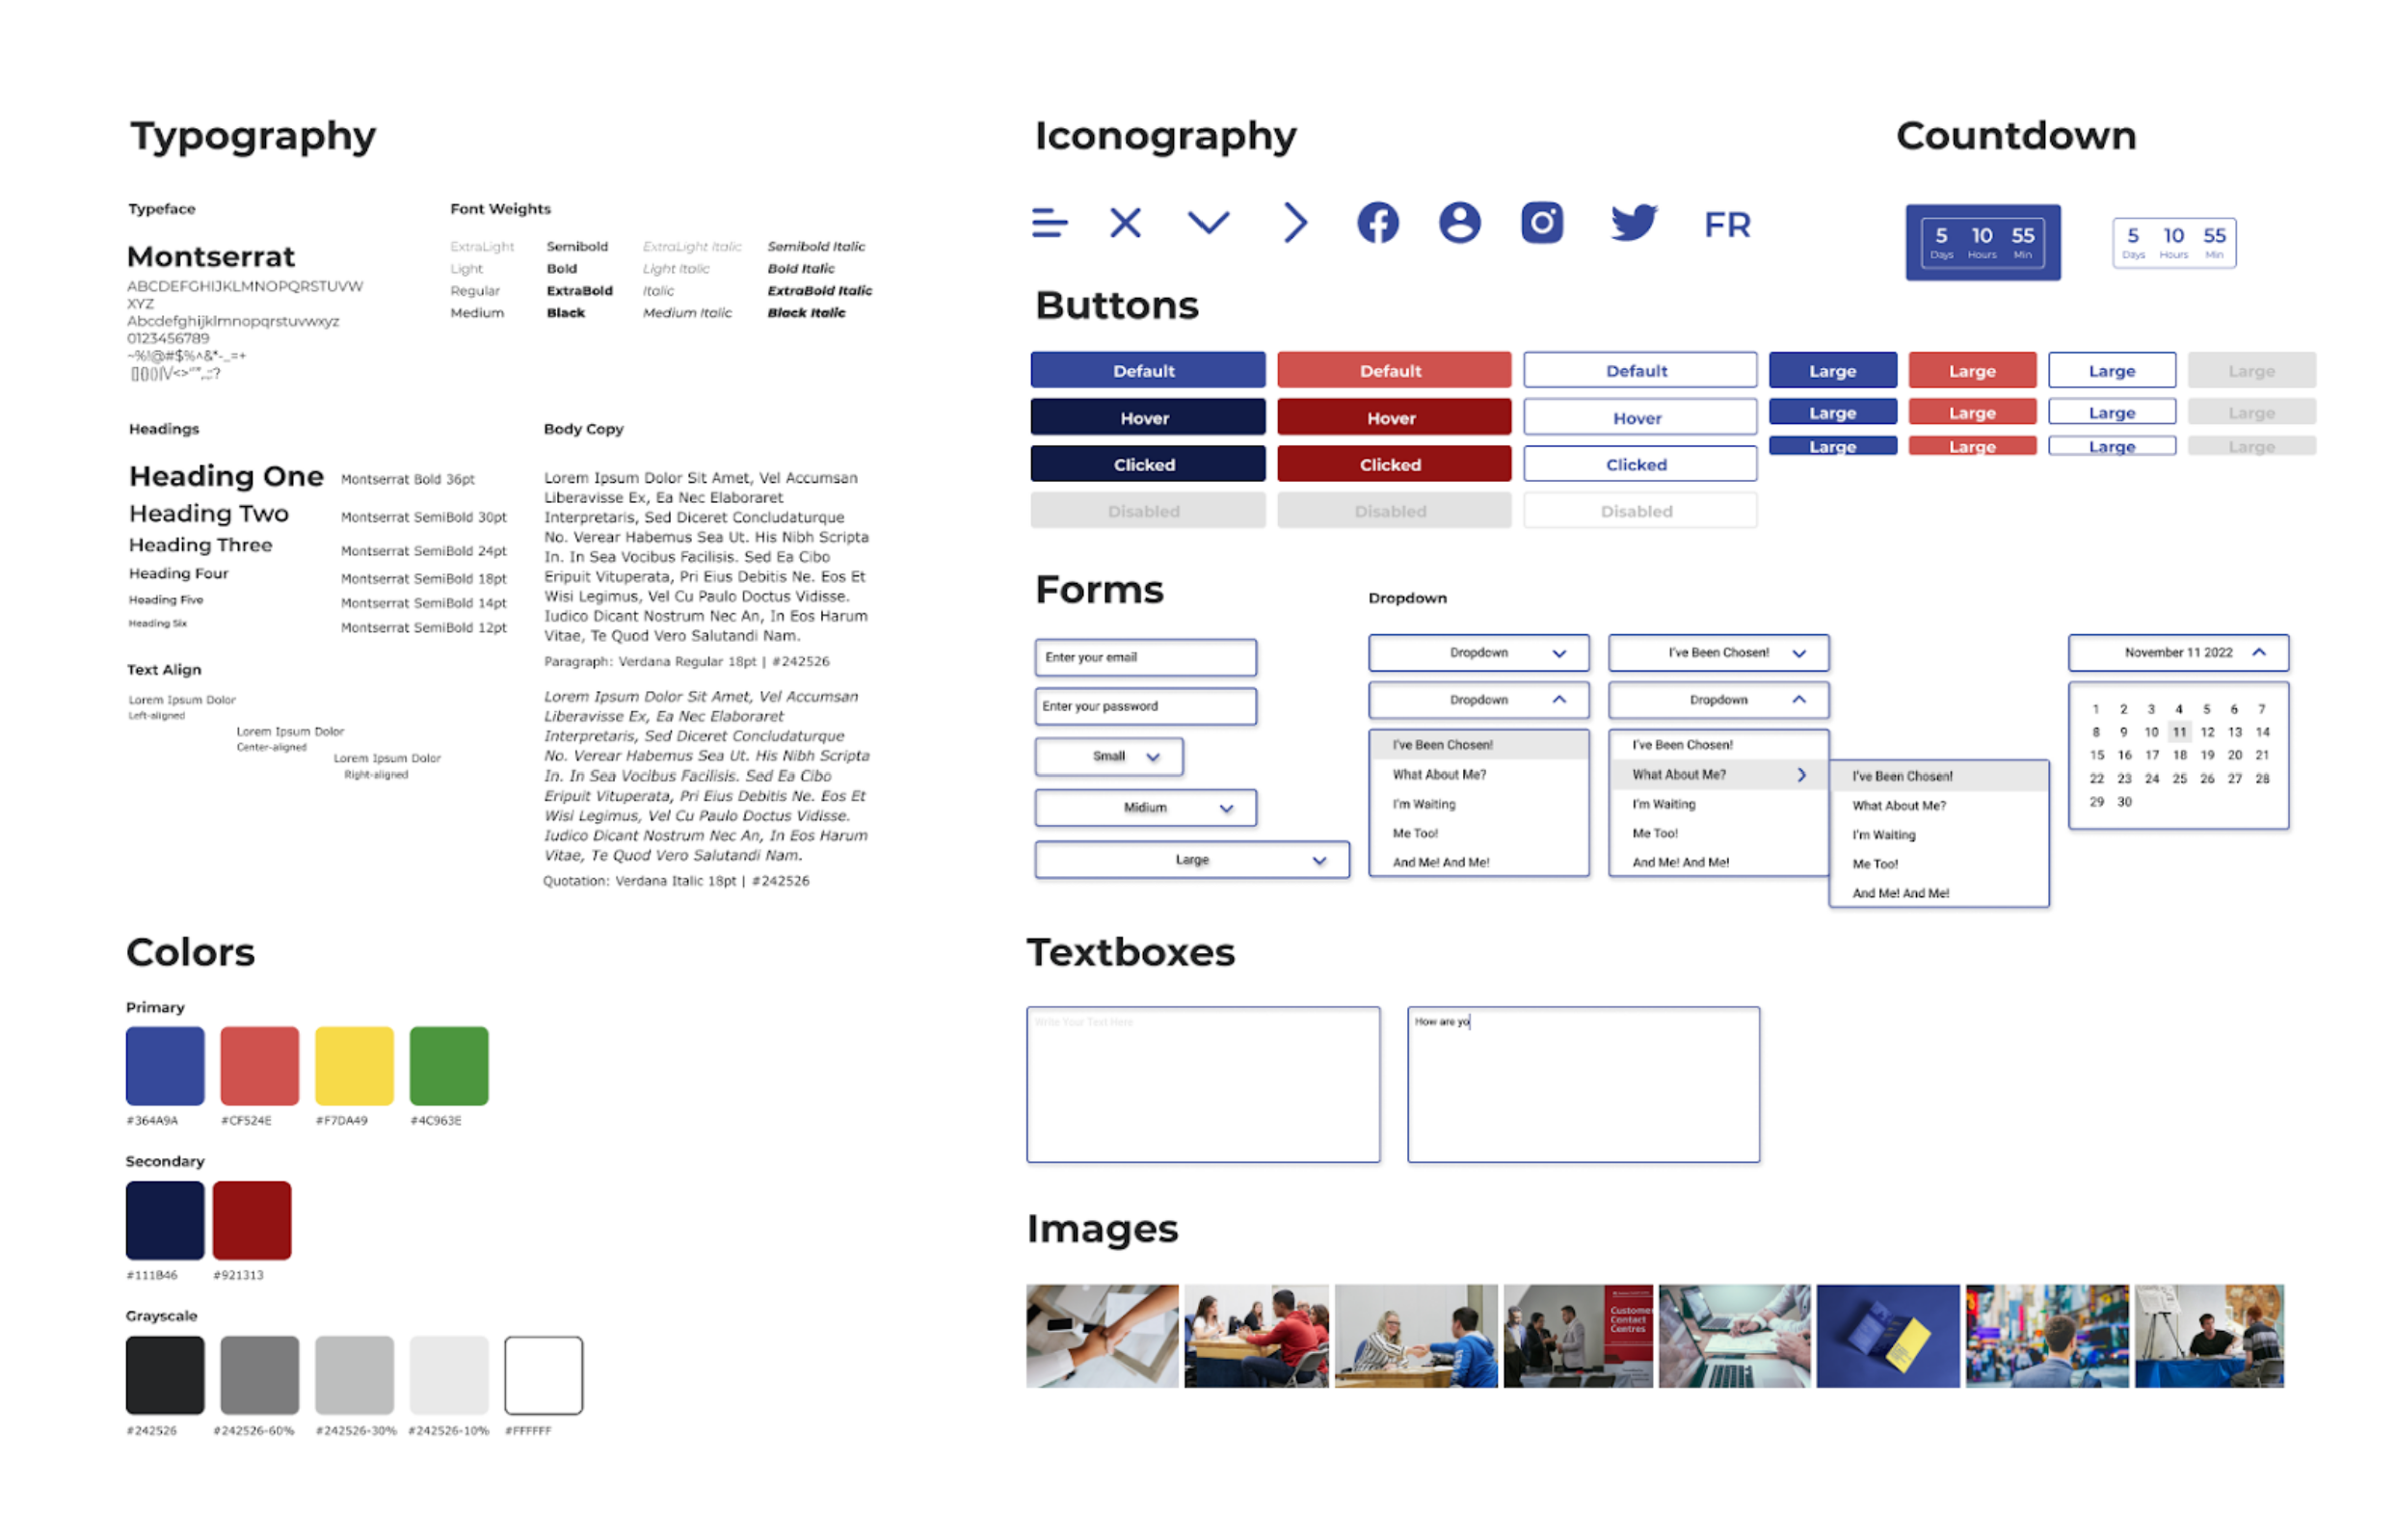 Typography
Typeface
Montserrat
ABCDEFGHIJKLMNOPQRSTUVW
XYZ
Abcdefghijklmnopqrstuvwxyz
0123456789
~%!@#$%^&*-_=+
Font Weights
ExtraLight Semibold ExtraLight Italic Semibold Italic
Light Bold Light Italic Bold Italic
Regular ExtraBold Italic ExtraBold Italic
Medium Black Medium Italic Black Italic
Headings
Heading One Montserrat Bold 36pt
Heading Two Montserrat SemiBold 30pt
Heading Three Montserrat SemiBold 24pt
Heading Four Montserrat SemiBold 18pt
Heading Five Montserrat SemiBold 14pt
Heading Six Montserrat SemiBold 12pt
Text Align
Lorem Ipsum Dolor
Left-aligned
Lorem Ipsum Dolor
Center-aligned
Lorem Ipsum Dolor
Right-aligned
Body Copy
Lorem Ipsum Dolor Sit Amet, Vel Accumsan
Liberavisse Ex, Ea Nec Elaboraret
Interpretaris, Sed Diceret Concludaturque
No. Verear Habemus Sea Ut. His Nibh Scripta
In. In Sea Vocibus Facilisis. Sed Ea Cibo
Eripuit Vituperata, Pri Eius Debitis Ne. Eos Et
Wisi Legimus, Vel Cu Paulo Doctus Vidisse.
Iudico Dicant Nostrum Nec An, In Eos Harum
Vitae, Te Quod Vero Salutandi Nam.
Paragraph: Verdana Regular 18pt | #242526
Lorem Ipsum Dolor Sit Amet, Vel Accumsan
Liberavisse Ex, Ea Nec Elaboraret
Interpretaris, Sed Diceret Concludaturque
No. Verear Habemus Sea Ut. His Nibh Scripta
In. In Sea Vocibus Facilisis. Sed Ea Cibo
Eripuit Vituperata, Pri Eius Debitis Ne. Eos Et
Wisi Legimus, Vel Cu Paulo Doctus Vidisse.
Iudico Dicant Nostrum Nec An, In Eos Harum
Vitae, Te Quod Vero Salutandi Nam.
Quotation: Verdana Italic 18pt | #242526
Colors
Primary
#364A9A #CF524E #F7DA49 #4C963E
Secondary
#111B46 #921313
Grayscale
#242526 #242526-60% #242526-30% #242526-10% #FFFFFF
Iconography
FR
Countdown
5 10 55
Days Hours Min
5 10 55
Days Hours Min
Buttons
Default Default Default Large Large Large Large
Hover Hover Hover Large Large Large Large
Clicked Clicked Clicked Large Large Large Large
Disabled Disabled Disabled
Forms
Enter your email
Enter your password
Small
Midium
Large
Dropdown
Dropdown
Dropdown
I've Been Chosen!
What About Me?
I'm Waiting
Me Too!
And Me! And Me!
I've Been Chosen!
Dropdown
I've Been Chosen!
What About Me?
I'm Waiting
Me Too!
And Me! And Me!
I've Been Chosen!
What About Me?
I'm Waiting
Me Too!
And Me! And Me!
November 11 2022
1 2 3 4 5 6 7
8 9 10 11 12 13 14
15 16 17 18 19 20 21
22 23 24 25 26 27 28
29 30
Textboxes
Write Your Text Here
How are yo
Images
Customer
Contact
Centres